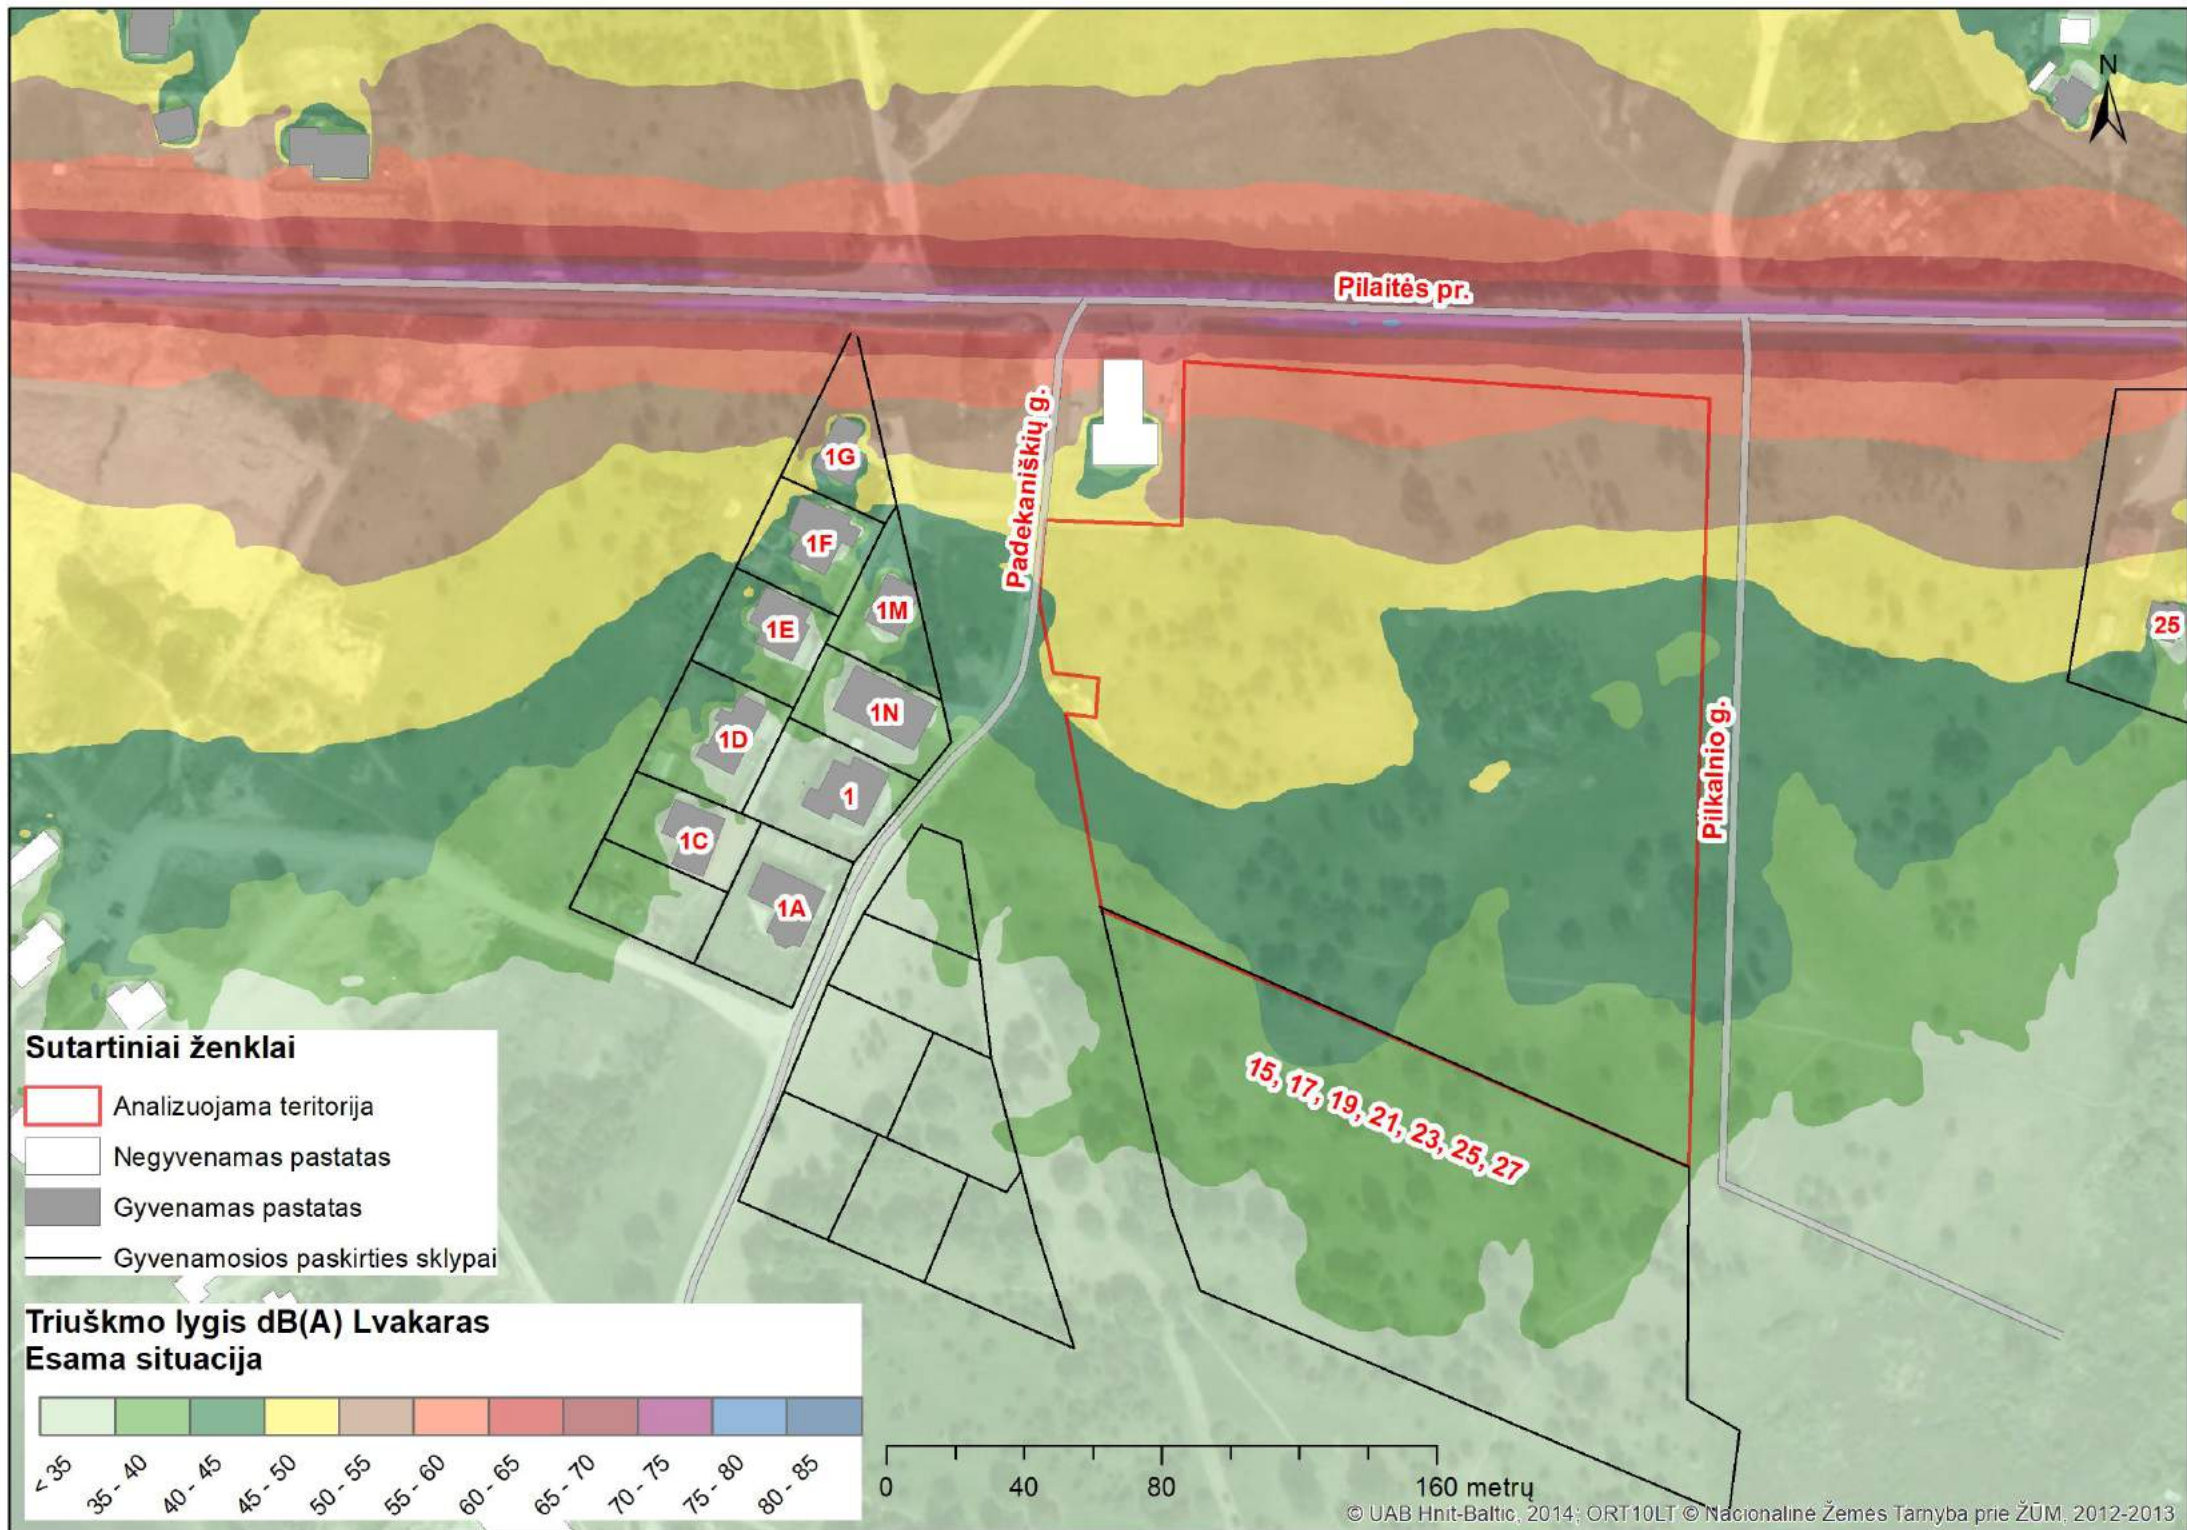 N
Pilaitės pr.
Padekaniškių g.
1G
1F
1M
1E
25
1N
1D
Pilkalnio g.
1
1C
1A
15, 17, 19, 21, 23, 25, 27
Sutartiniai ženklai
Analizuojama teritorija
Negyvenamas pastatas
Gyvenamas pastatas
Gyvenamosios paskirties sklypai
Triuškmo lygis dB(A) Lvakaras
Esama situacija
< 35
35 - 40
40 - 45
45 - 50
50 - 55
55 - 60
60 - 65
65 - 70
70 - 75
75 - 80
80 - 85
0 40 80 160 metrų
© UAB Hnit-Baltic, 2014; ORT10LT © Nacionalinė Žemės Tarnyba prie ŽŪM, 2012-2013